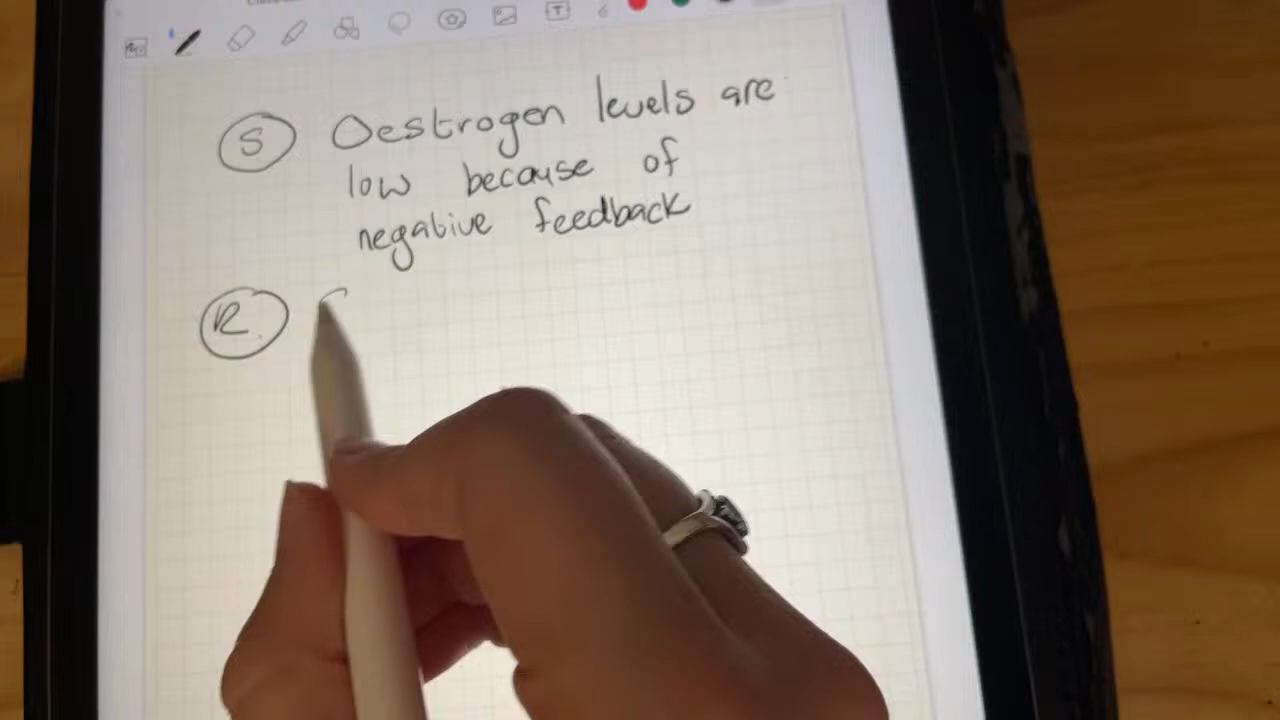 S Oestrogen levels are
low because of
negative feedback
R